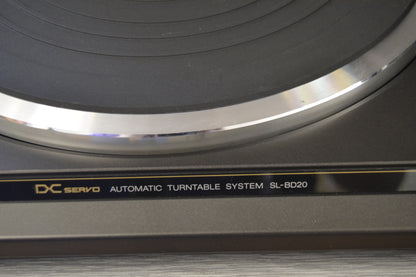 DC SERVO AUTOMATIC TURNTABLE SYSTEM SL-BD20